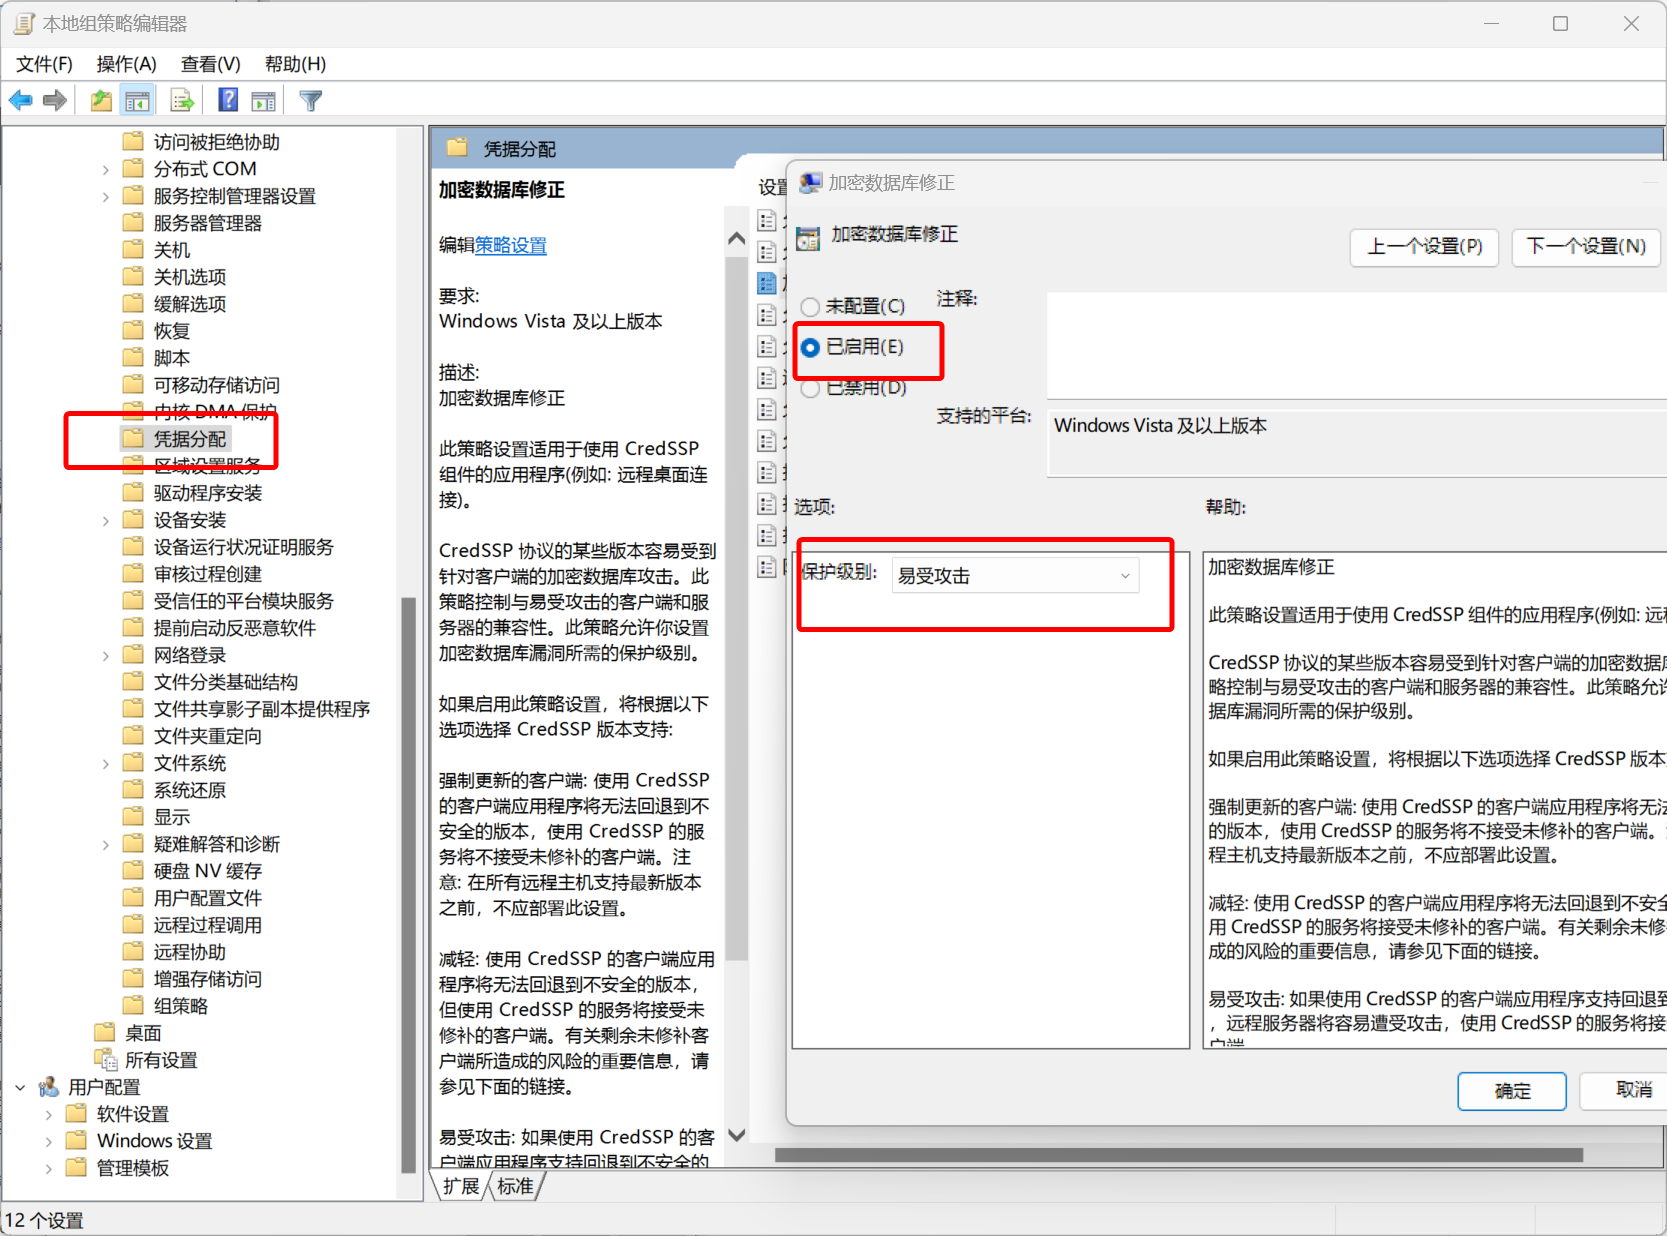 本地组策略编辑器
文件(F) 操作(A) 查看(V) 帮助(H)
访问被拒绝协助
分布式 COM
服务控制管理器设置
服务器管理器
关机
关机选项
缓解选项
恢复
脚本
可移动存储访问
内核 DMA 保护
凭据分配
区域设置服务
驱动程序安装
设备安装
设备运行状况证明服务
审核过程创建
受信任的平台模块服务
提前启动反恶意软件
网络登录
文件分类基础结构
文件共享影子副本提供程序
文件夹重定向
文件系统
系统还原
显示
疑难解答和诊断
硬盘 NV 缓存
用户配置文件
远程过程调用
远程协助
增强存储访问
组策略
桌面
所有设置
用户配置
软件设置
Windows 设置
管理模板
凭据分配
加密数据库修正
编辑策略设置
要求:
Windows Vista 及以上版本
描述:
加密数据库修正
此策略设置适用于使用 CredSSP
组件的应用程序(例如: 远程桌面连
接)。
CredSSP 协议的某些版本容易受到
针对客户端的加密数据库攻击。此
策略控制与易受攻击的客户端和服
务器的兼容性。此策略允许你设置
加密数据库漏洞所需的保护级别。
如果启用此策略设置，将根据以下
选项选择 CredSSP 版本支持:
强制更新的客户端: 使用 CredSSP
的客户端应用程序将无法回退到不
安全的版本，使用 CredSSP 的服
务将不接受未修补的客户端。注
意: 在所有远程主机支持最新版本
之前，不应部署此设置。
减轻: 使用 CredSSP 的客户端应用
程序将无法回退到不安全的版本，
但使用 CredSSP 的服务将接受未
修补的客户端。有关剩余未修补客
户端所造成的风险的重要信息，请
参见下面的链接。
易受攻击: 如果使用 CredSSP 的客
户端应用程序支持回退到不安全的
扩展 标准
设置
加密数据库修正
加密数据库修正
上一个设置(P) 下一个设置(N)
未配置(C)
已启用(E)
已禁用(D)
注释:
支持的平台:
Windows Vista 及以上版本
选项:
帮助:
保护级别: 易受攻击
加密数据库修正
此策略设置适用于使用 CredSSP 组件的应用程序(例如: 远
CredSSP 协议的某些版本容易受到针对客户端的加密数据
略控制与易受攻击的客户端和服务器的兼容性。此策略允
据库漏洞所需的保护级别。
如果启用此策略设置，将根据以下选项选择 CredSSP 版本
强制更新的客户端: 使用 CredSSP 的客户端应用程序将无
的版本，使用 CredSSP 的服务将不接受未修补的客户端。
程主机支持最新版本之前，不应部署此设置。
减轻: 使用 CredSSP 的客户端应用程序将无法回退到不安
用 CredSSP 的服务将接受未修补的客户端。有关剩余未修
成的风险的重要信息，请参见下面的链接。
易受攻击: 如果使用 CredSSP 的客户端应用程序支持回退
，远程服务器将容易遭受攻击，使用 CredSSP 的服务将接
户端
确定 取消
12 个设置